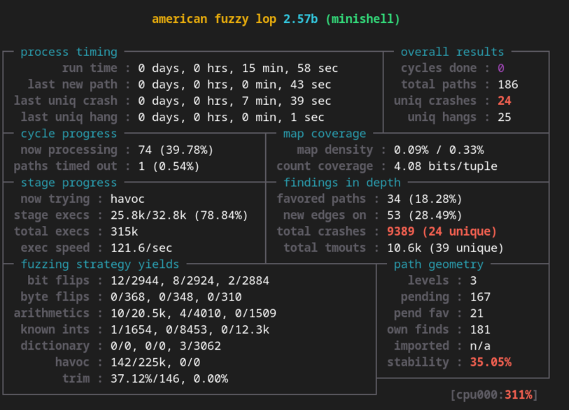 american fuzzy lop 2.57b (minishell)
process timing
run time : 0 days, 0 hrs, 15 min, 58 sec
last new path : 0 days, 0 hrs, 0 min, 43 sec
last uniq crash : 0 days, 0 hrs, 7 min, 39 sec
last uniq hang : 0 days, 0 hrs, 0 min, 1 sec
overall results
cycles done : 0
total paths : 186
uniq crashes : 24
uniq hangs : 25
cycle progress
now processing : 74 (39.78%)
paths timed out : 1 (0.54%)
map coverage
map density : 0.09% / 0.33%
count coverage : 4.08 bits/tuple
stage progress
now trying : havoc
stage execs : 25.8k/32.8k (78.84%)
total execs : 315k
exec speed : 121.6/sec
findings in depth
favored paths : 34 (18.28%)
new edges on : 53 (28.49%)
total crashes : 9389 (24 unique)
total tmouts : 10.6k (39 unique)
fuzzing strategy yields
bit flips : 12/2944, 8/2924, 2/2884
byte flips : 0/368, 0/348, 0/310
arithmetics : 10/20.5k, 4/4010, 0/1509
known ints : 1/1654, 0/8453, 0/12.3k
dictionary : 0/0, 0/0, 3/3062
havoc : 142/225k, 0/0
trim : 37.12%/146, 0.00%
path geometry
levels : 3
pending : 167
pend fav : 21
own finds : 181
imported : n/a
stability : 35.05%
[cpu000:311%]